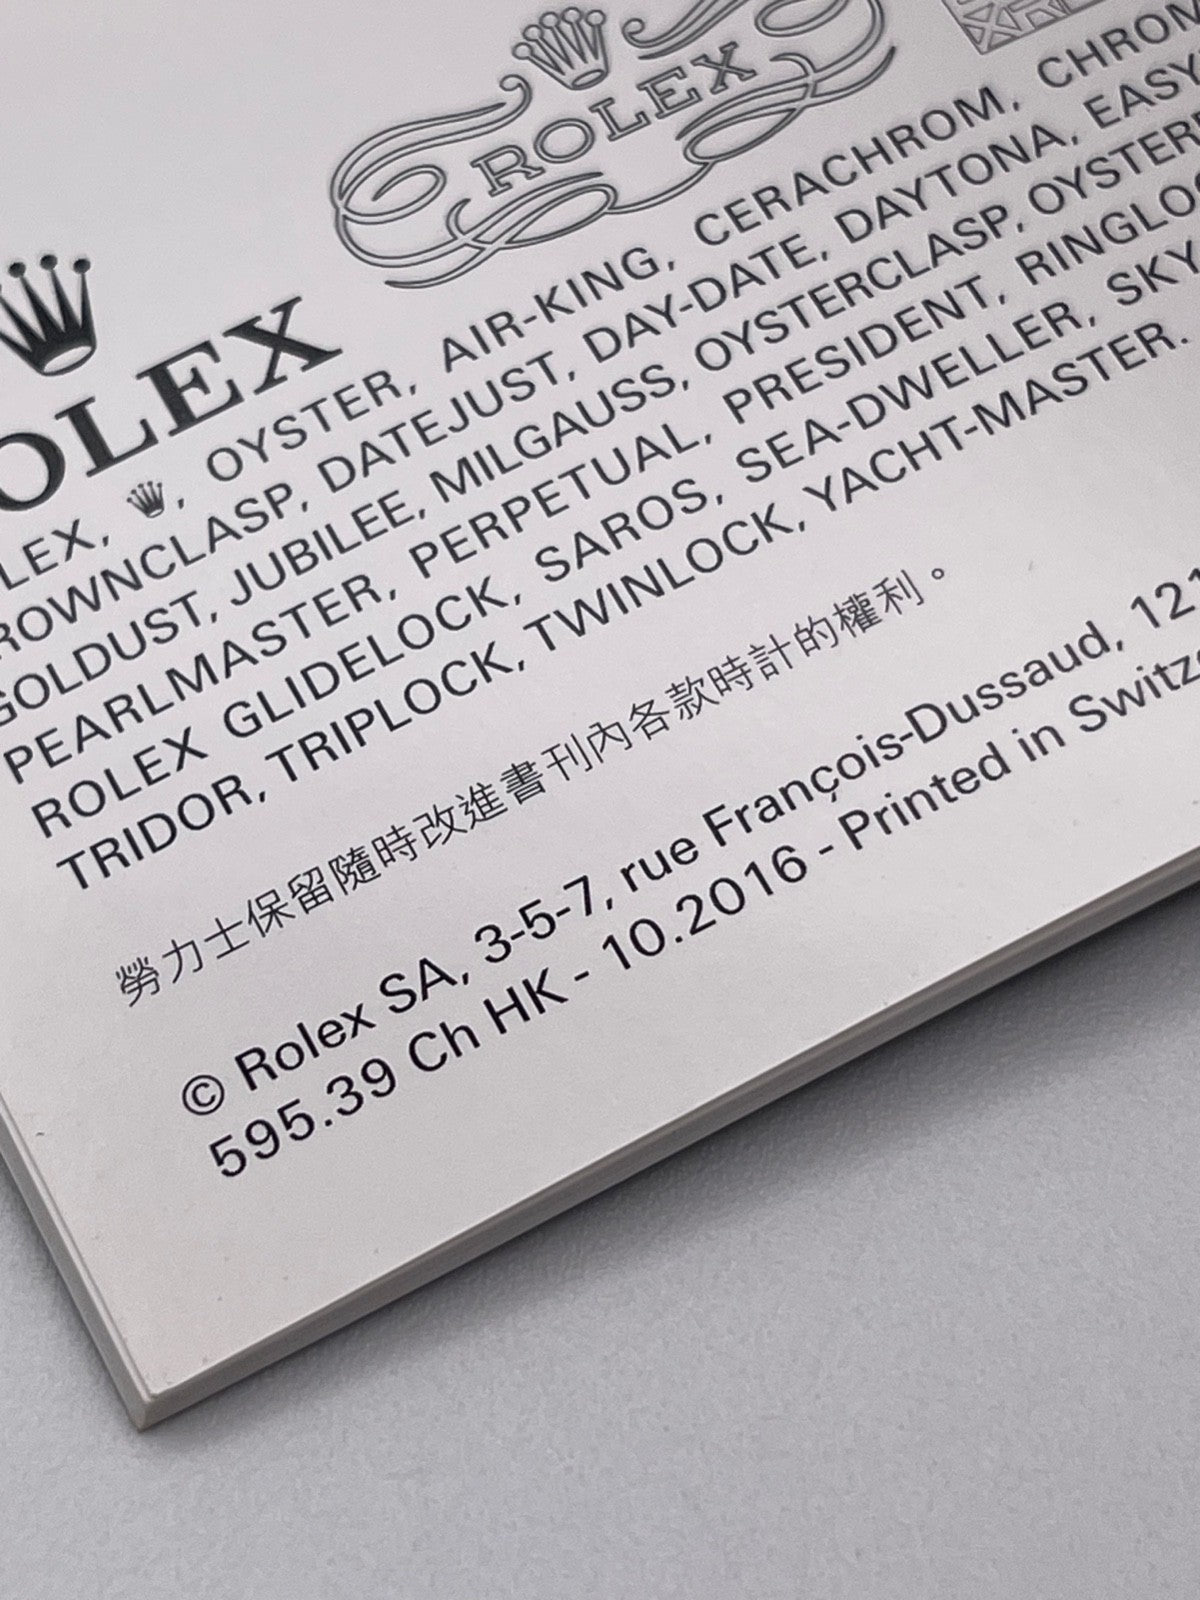 ROLEX
OLEX
LEX, , OYSTER, AIR-KING, CERACHROM, CHROM
ROWNCLASP, DATEJUST, DAY-DATE, DAYTONA, EASY
GOLDUST, JUBILEE, MILGAUSS, OYSTERCLASP, OYSTER
PEARLMASTER, PERPETUAL, PRESIDENT, RINGLO
ROLEX GLIDELOCK, SAROS, SEA-DWELLER, SKY
TRIDOR, TRIPLOCK, TWINLOCK, YACHT-MASTER.
勞力士保留隨時改進書刊內各款時計的權利。
© Rolex SA, 3-5-7, rue François-Dussaud, 121
595.39 Ch HK - 10.2016 - Printed in Switz